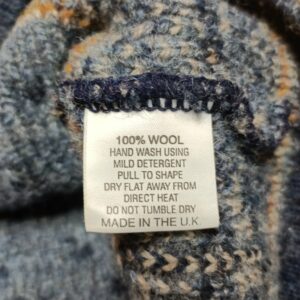 100% WOOL
HAND WASH USING
MILD DETERGENT
PULL TO SHAPE
DRY FLAT AWAY FROM
DIRECT HEAT
DO NOT TUMBLE DRY
MADE IN THE U.K